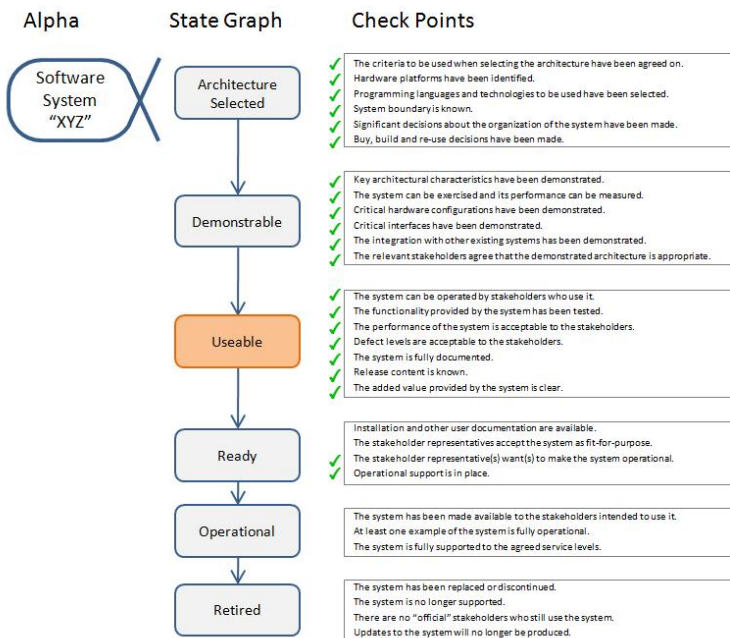 Alpha
State Graph
Check Points
Software
System
“XYZ”
Architecture
Selected
The criteria to be used when selecting the architecture have been agreed on.
Hardware platforms have been identified.
Programming languages and technologies to be used have been selected.
System boundary is known.
Significant decisions about the organization of the system have been made.
Buy, build and re-use decisions have been made.
Demonstrable
Key architectural characteristics have been demonstrated.
The system can be exercised and its performance can be measured.
Critical hardware configurations have been demonstrated.
Critical interfaces have been demonstrated.
The integration with other existing systems has been demonstrated.
The relevant stakeholders agree that the demonstrated architecture is appropriate.
Useable
The system can be operated by stakeholders who use it.
The functionality provided by the system has been tested.
The performance of the system is acceptable to the stakeholders.
Defect levels are acceptable to the stakeholders.
The system is fully documented.
Release content is known.
The added value provided by the system is clear.
Ready
Installation and other user documentation are available.
The stakeholder representatives accept the system as fit-for-purpose.
The stakeholder representative(s) want(s) to make the system operational.
Operational support is in place.
Operational
The system has been made available to the stakeholders intended to use it.
At least one example of the system is fully operational.
The system is fully supported to the agreed service levels.
Retired
The system has been replaced or discontinued.
The system is no longer supported.
There are no “official” stakeholders who still use the system.
Updates to the system will no longer be produced.